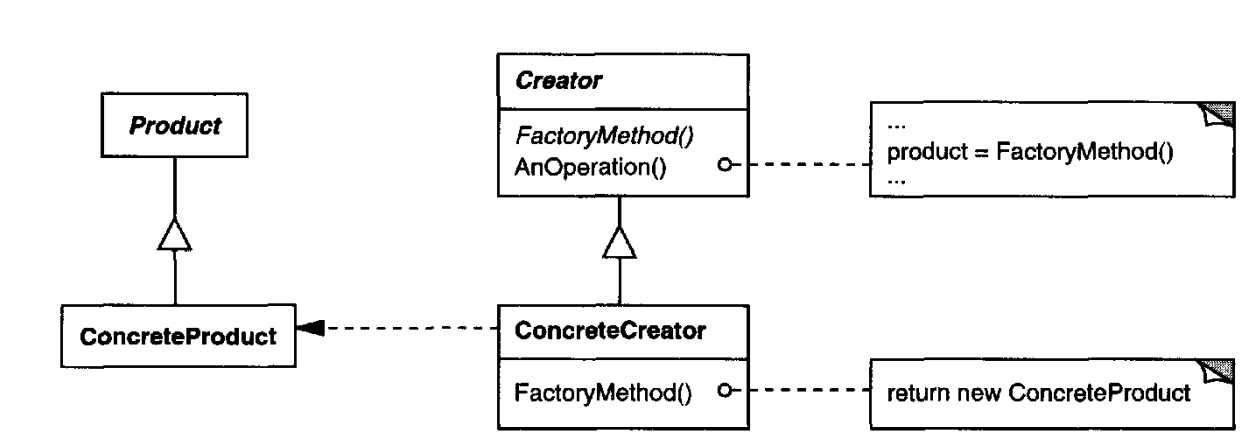 Product
Creator
FactoryMethod()
AnOperation()
...
product = FactoryMethod()
...
ConcreteProduct
ConcreteCreator
FactoryMethod()
return new ConcreteProduct